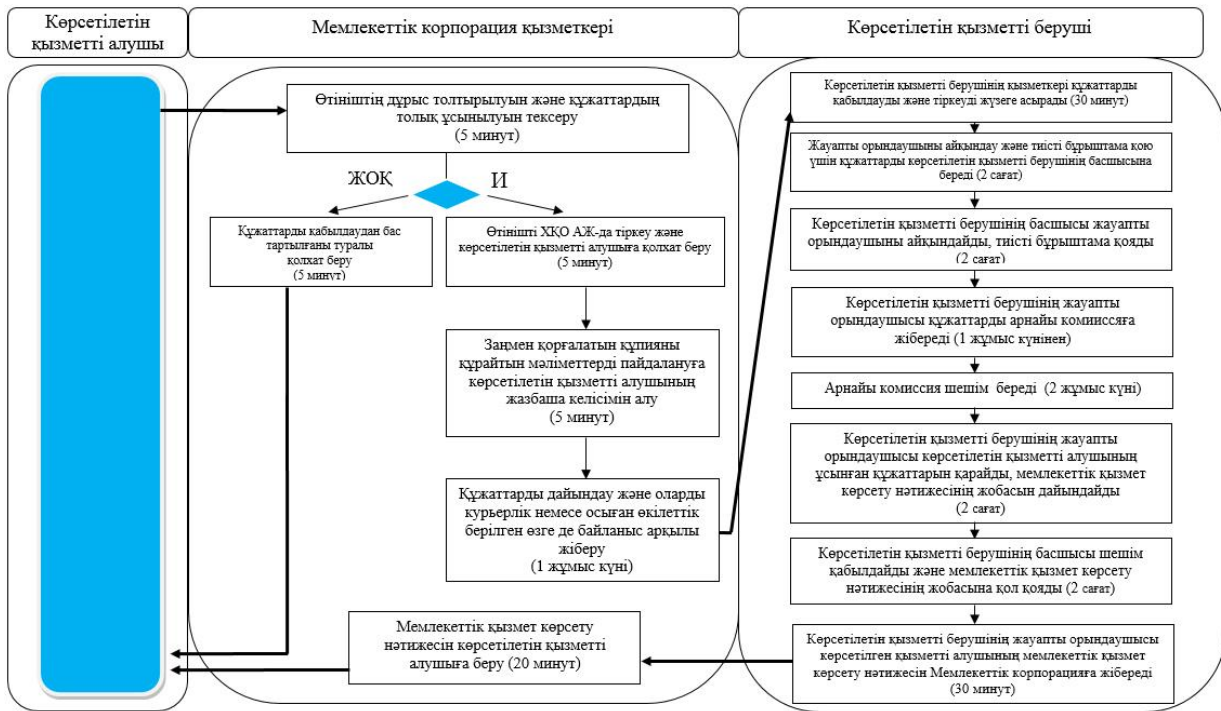 Көрсетілетін
қызметті алушы
Мемлекеттік корпорация қызметкері
Көрсетілетін қызметті беруші
Өтініштің дұрыс толтырылуын және құжаттардың
толық ұсынылуын тексеру
(5 минут)
ЖОҚ
И
Құжаттарды қабылдаудан бас
тартылғаны туралы
қолхат беру
(5 минут)
Өтінішті ХҚО АЖ-да тіркеу және
көрсетілетін қызметті алушыға қолхат беру
(5 минут)
Заңмен қорғалатын құпияны
құрайтын мәліметтерді пайдалануға
көрсетілетін қызметті алушының
жазбаша келісімін алу
(5 минут)
Құжаттарды дайындау және оларды
курьерлік немесе осыған өкілеттік
берілген өзге де байланыс арқылы
жіберу
(1 жұмыс күні)
Мемлекеттік қызмет көрсету
нәтижесін көрсетілетін қызметті
алушыға беру (20 минут)
Көрсетілетін қызметті берушінің қызметкері құжаттарды
қабылдауды және тіркеуді жүзеге асырады (30 минут)
Жауапты орындаушыны айқындау және тиісті бұрыштама қою
үшін құжаттарды көрсетілетін қызметті берушінің басшысына
береді (2 сағат)
Көрсетілетін қызметті берушінің басшысы жауапты
орындаушыны айқындайды, тиісті бұрыштама қояды
(2 сағат)
Көрсетілетін қызметті берушінің жауапты
орындаушысы құжаттарды арнайы комиссяға
жібереді (1 жұмыс күнінен)
Арнайы комиссия шешім береді (2 жұмыс күні)
Көрсетілетін қызметті берушінің жауапты
орындаушысы көрсетілетін қызметті алушының
ұсынған құжаттарын қарайды, мемлекеттік қызмет
көрсету нәтижесінің жобасын дайындайды
(2 сағат)
Көрсетілетін қызметті берушінің басшысы шешім
қабылдайды және мемлекеттік қызмет көрсету
нәтижесінің жобасына қол қояды (2 сағат)
Көрсетілетін қызметті берушінің жауапты орындаушысы
көрсетілген қызметті алушының мемлекеттік қызмет
көрсету нәтижесін Мемлекеттік корпорацияға жібереді
(30 минут)